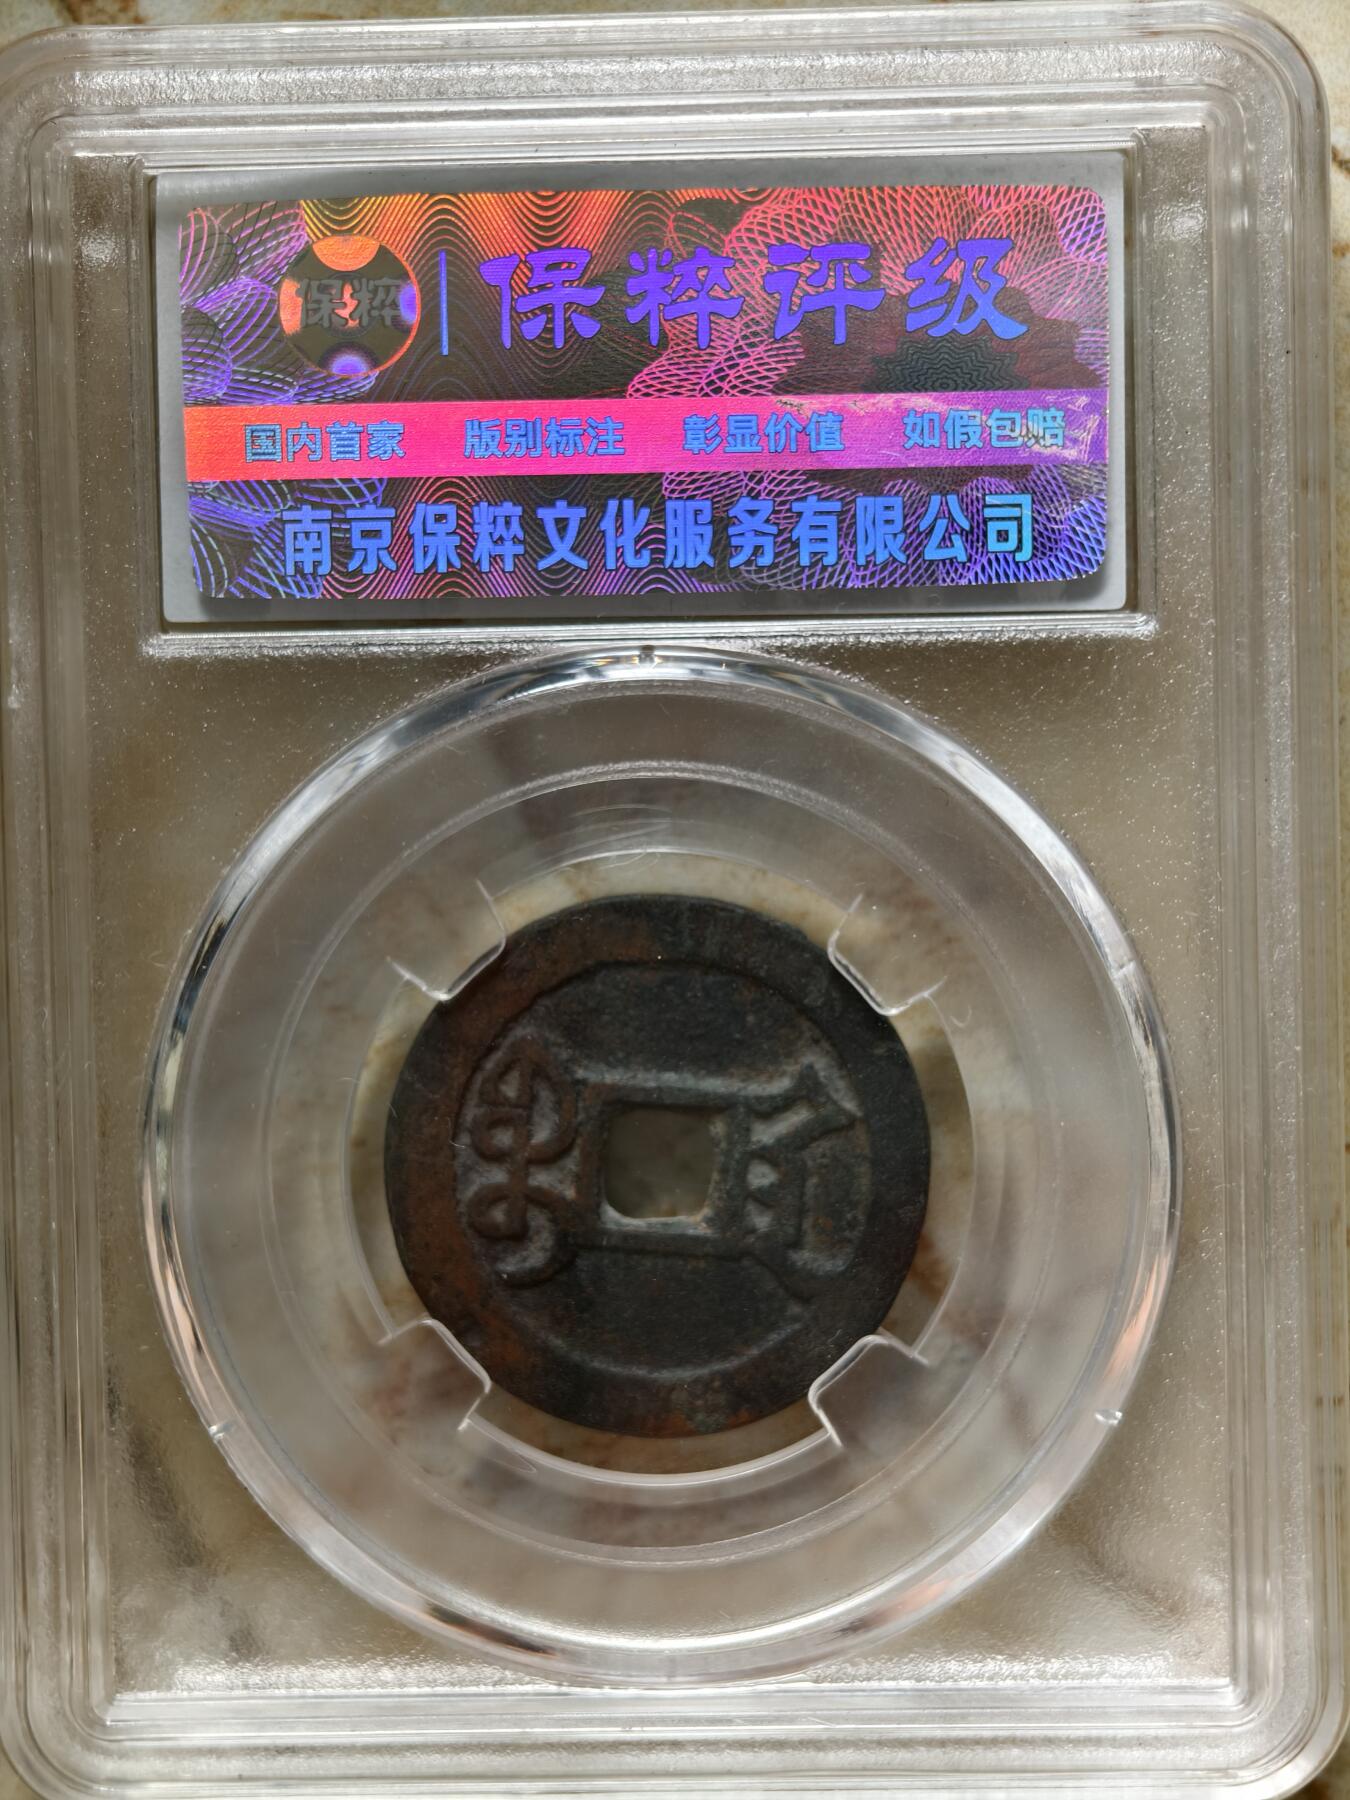 保粹 保粹评级
国内首家 版别标注 彰显价值 如假包赔
南京保粹文化服务有限公司